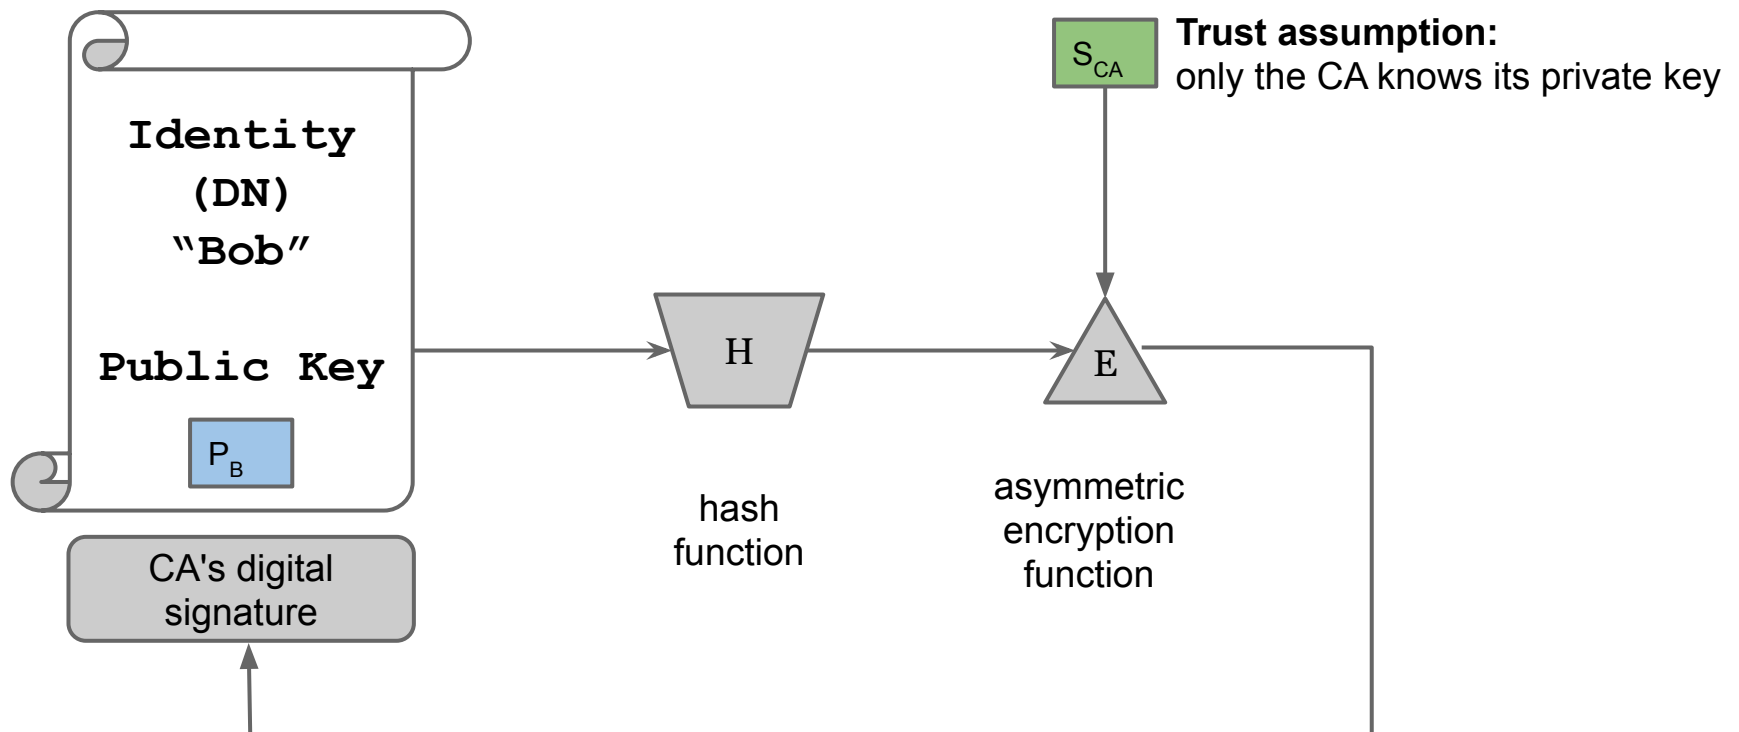 Identity
(DN)
“Bob”
Public Key
P_B
CA's digital
signature
H
hash
function
S_CA
E
asymmetric
encryption
function
Trust assumption:
only the CA knows its private key